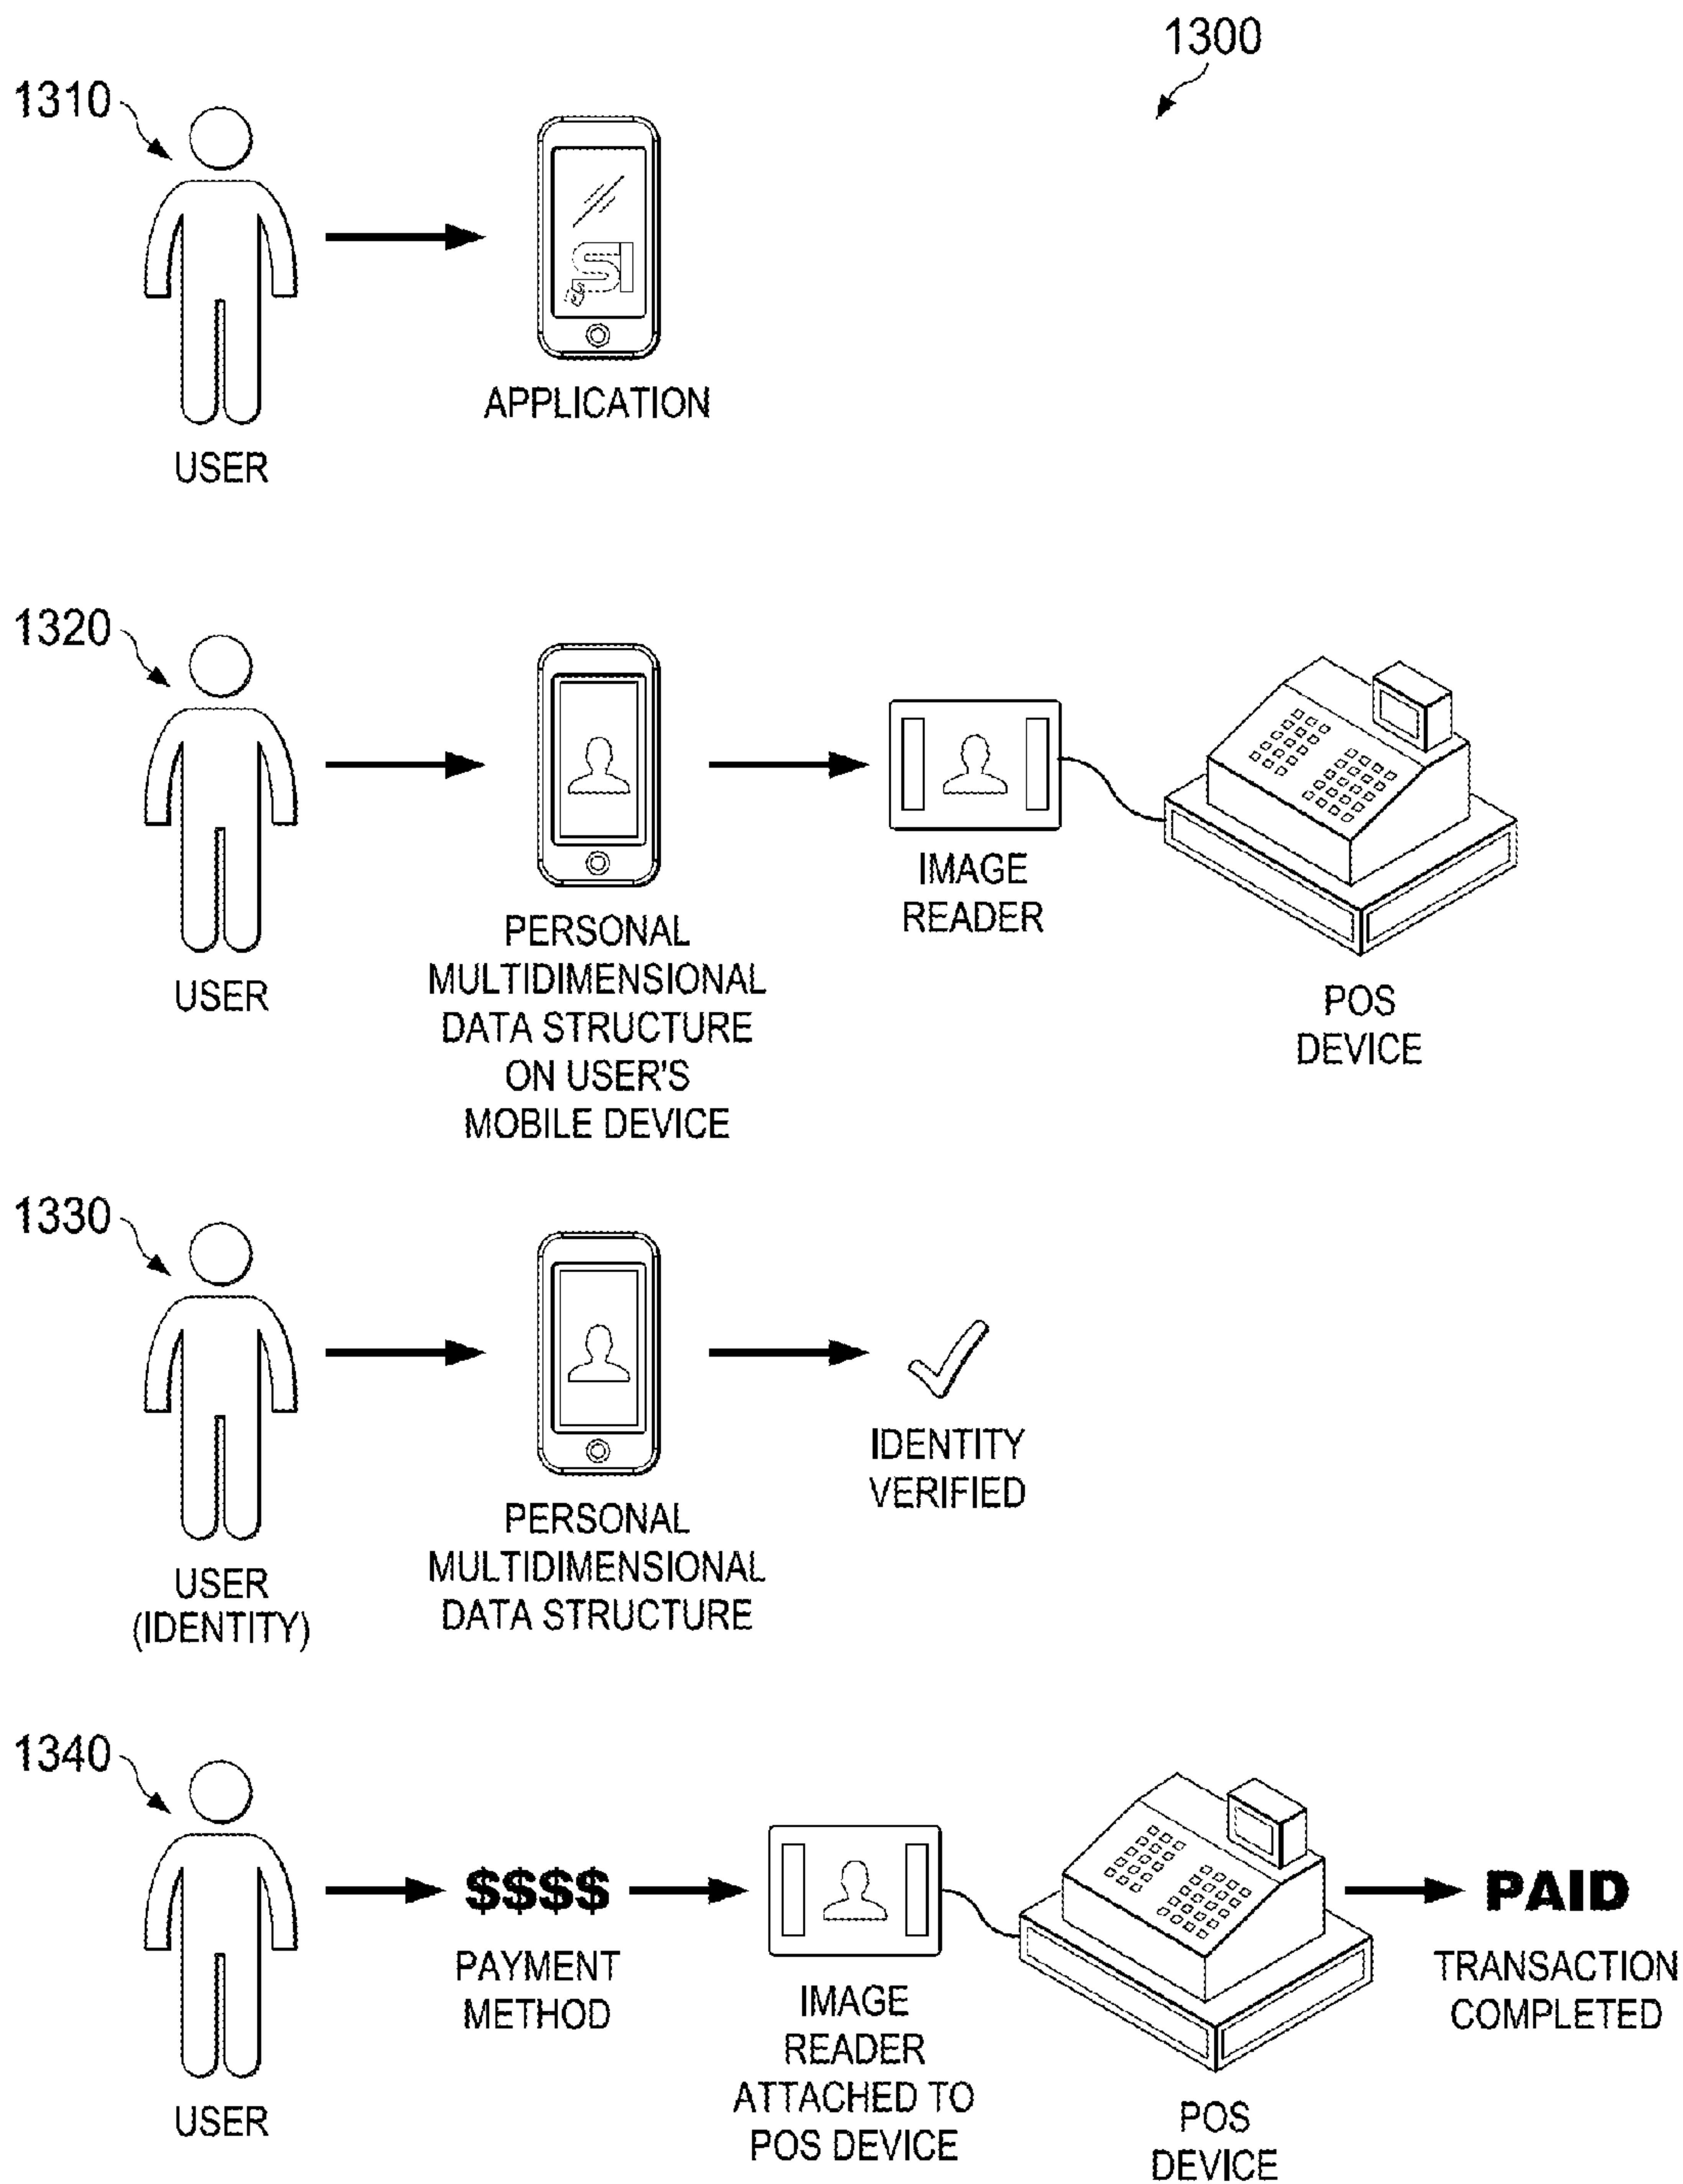 1300
1310
APPLICATION
USER
1320
IMAGE
READER
PERSONAL
MULTIDIMENSIONAL
DATA STRUCTURE
ON USER'S
MOBILE DEVICE
USER
POS
DEVICE
1330
IDENTITY
VERIFIED
PERSONAL
MULTIDIMENSIONAL
DATA STRUCTURE
USER
(IDENTITY)
1340
$$$$
PAID
PAYMENT
METHOD
TRANSACTION
COMPLETED
IMAGE
READER
ATTACHED TO
POS DEVICE
USER
POS
DEVICE